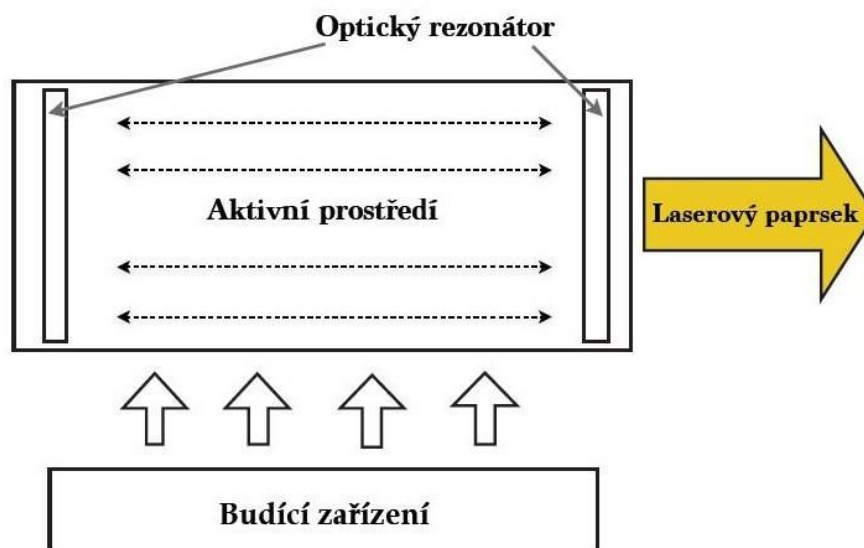 Optický rezonátor
Aktivní prostředí
Laserový paprsek
Budící zařízení